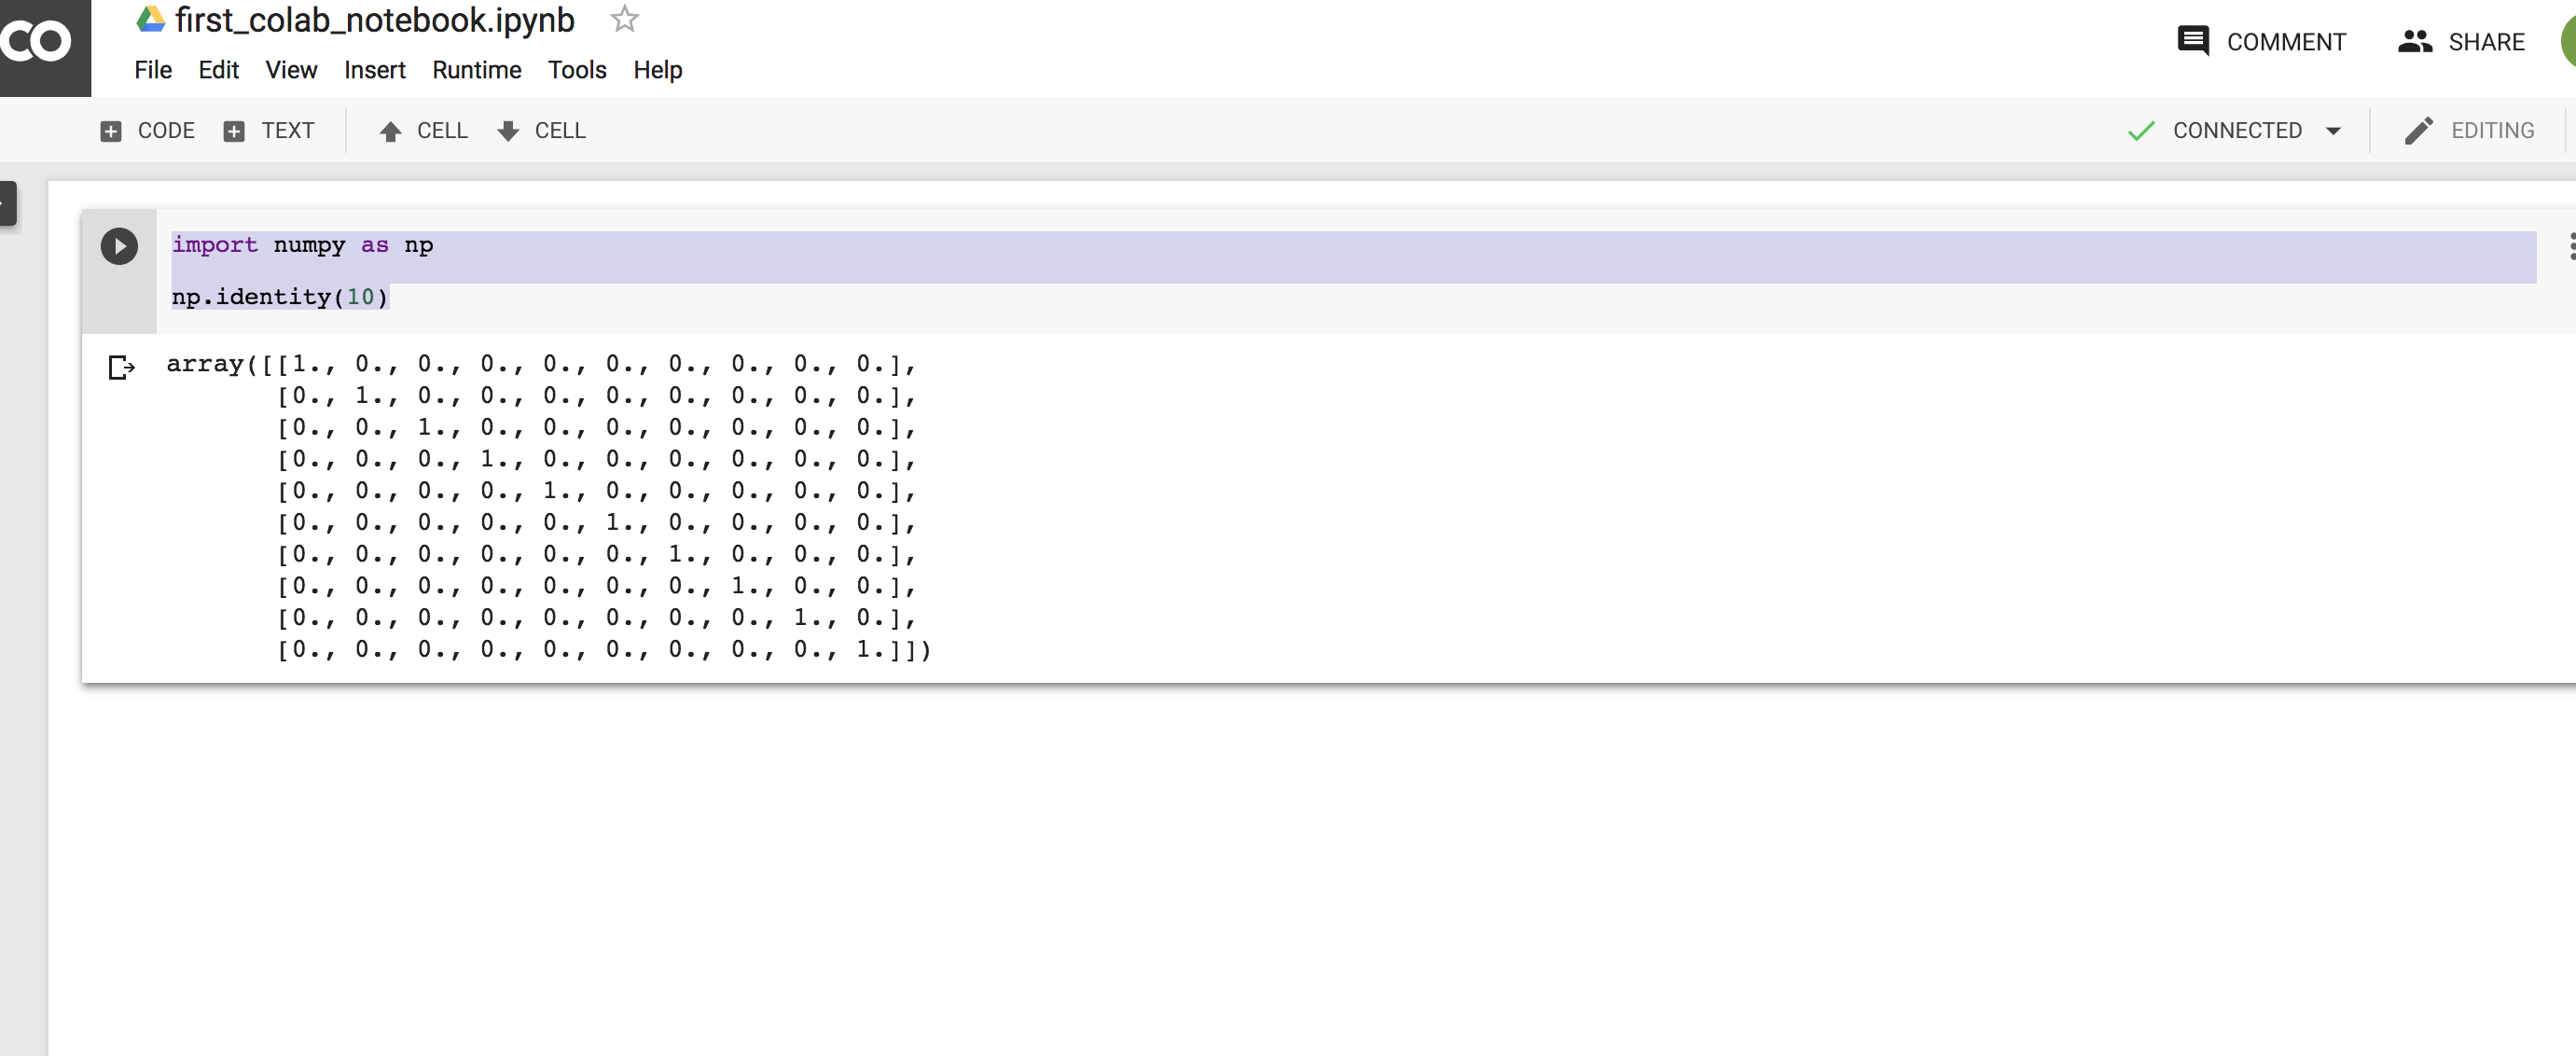 CO first_colab_notebook.ipynb
COMMENT SHARE
File Edit View Insert Runtime Tools Help
CODE TEXT CELL CELL CONNECTED EDITING
import numpy as np
np.identity(10)
array([[1., 0., 0., 0., 0., 0., 0., 0., 0., 0.],
[0., 1., 0., 0., 0., 0., 0., 0., 0., 0.],
[0., 0., 1., 0., 0., 0., 0., 0., 0., 0.],
[0., 0., 0., 1., 0., 0., 0., 0., 0., 0.],
[0., 0., 0., 0., 1., 0., 0., 0., 0., 0.],
[0., 0., 0., 0., 0., 1., 0., 0., 0., 0.],
[0., 0., 0., 0., 0., 0., 1., 0., 0., 0.],
[0., 0., 0., 0., 0., 0., 0., 1., 0., 0.],
[0., 0., 0., 0., 0., 0., 0., 0., 1., 0.],
[0., 0., 0., 0., 0., 0., 0., 0., 0., 1.]])